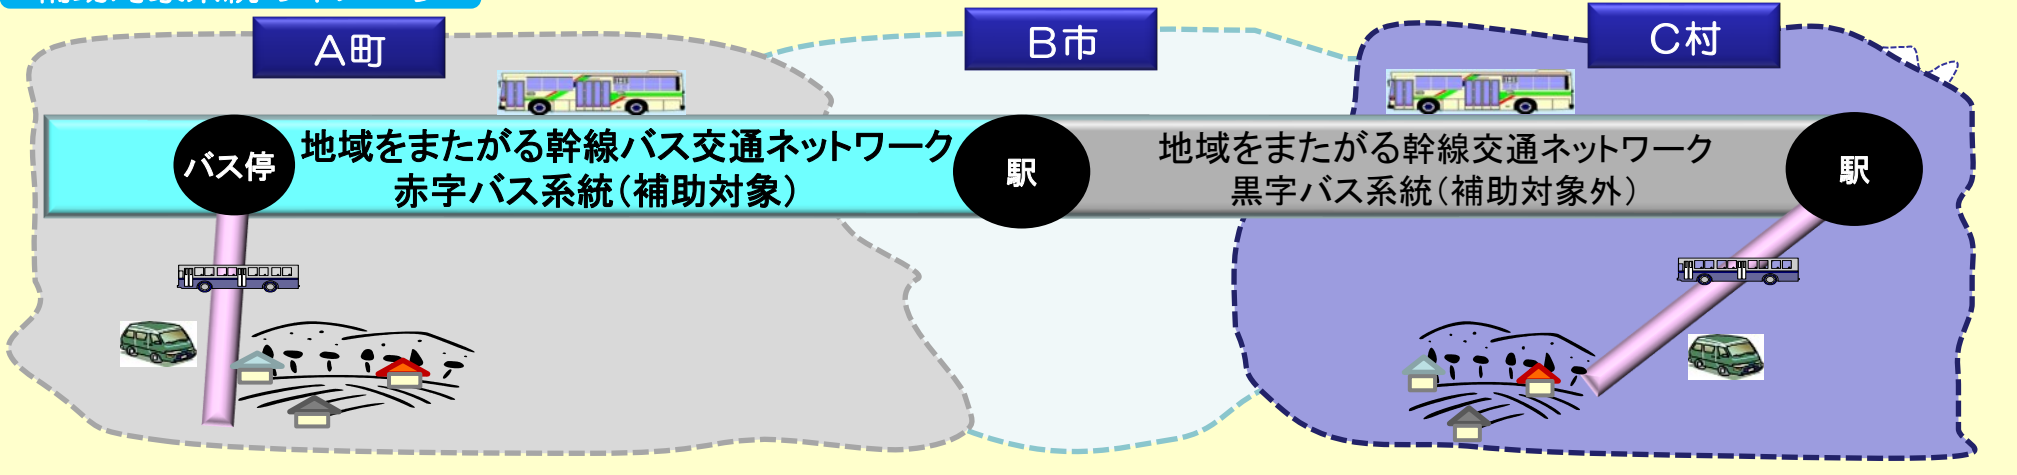 A町
B市
C村
バス停
地域をまたがる幹線バス交通ネットワーク
赤字バス系統（補助対象）
駅
地域をまたがる幹線交通ネットワーク
黒字バス系統（補助対象外）
駅